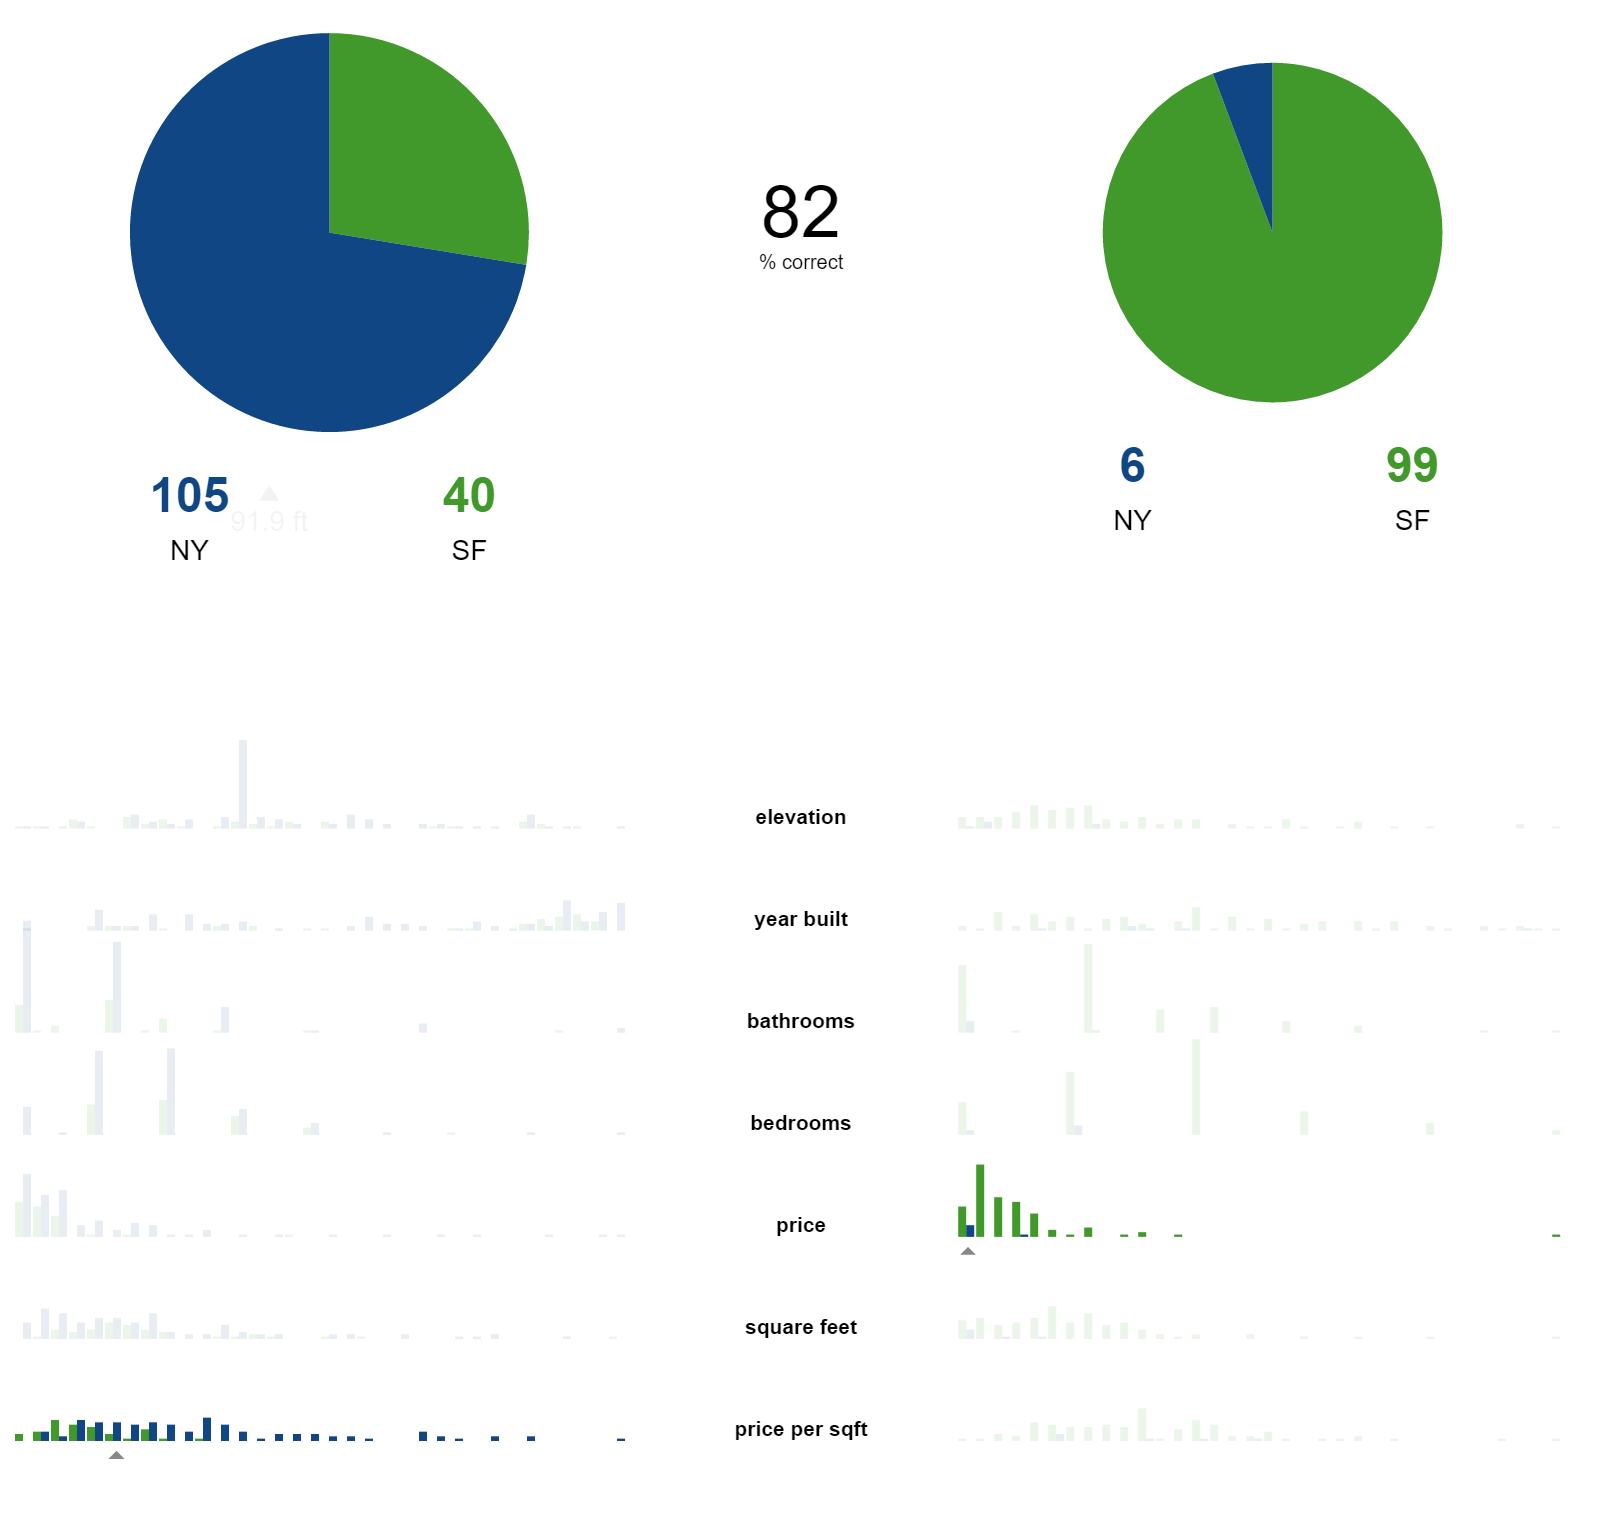 82
% correct
105
40
91.9 ft
NY
SF
6
99
NY
SF
elevation
year built
bathrooms
bedrooms
price
square feet
price per sqft